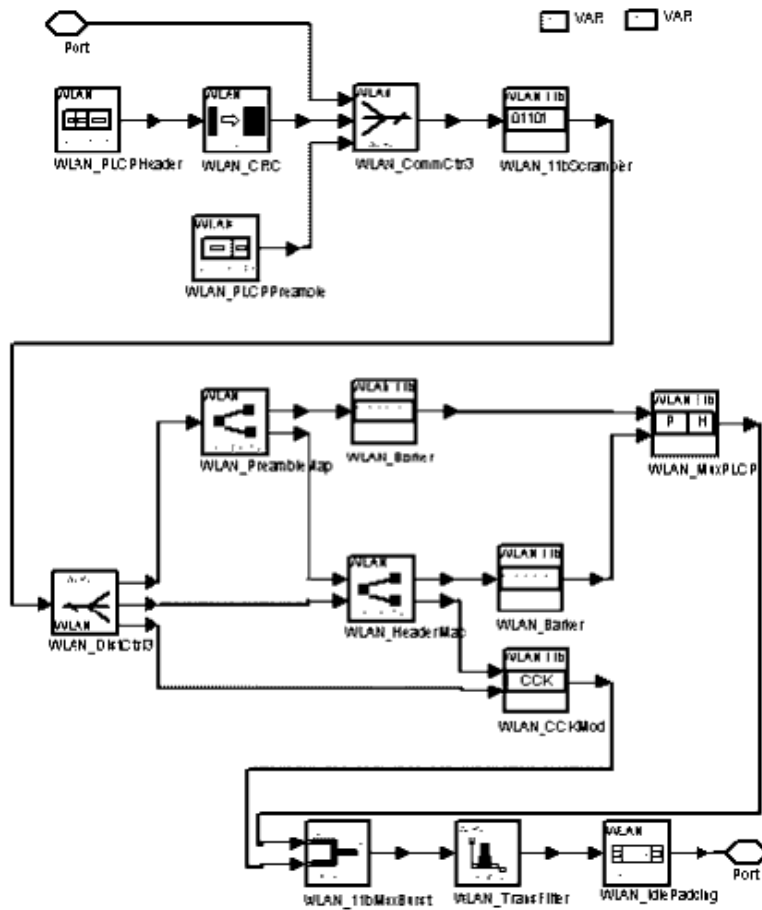 VAR VAR
Port
WLAN WLAN WLAN WLAN 11b
01101
WLAN_PLCPHeader WLAN_CRC WLAN_CommCtrl3 WLAN_11bScrambler
WLAN
WLAN_PLCPPreamble
WLAN WLAN 11b WLAN 11b
P H
WLAN_PreambleMap WLAN_Barker WLAN_MuxPLCP
WLAN WLAN 11b
WLAN
WLAN_DistCtrl3 WLAN_HeaderMap WLAN_Barker
WLAN 11b
CCK
WLAN_CCKMod
WLAN
Port
WLAN_11bMuxBurst WLAN_TransFilter WLAN_IdlePadding